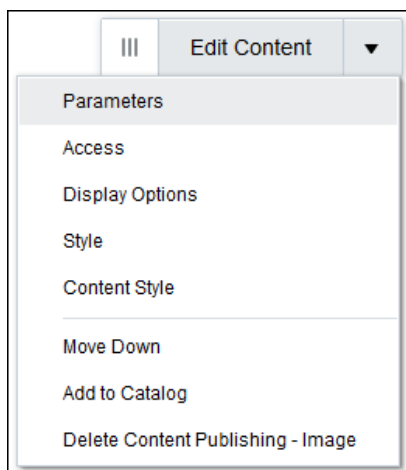 Edit Content
Parameters
Access
Display Options
Style
Content Style
Move Down
Add to Catalog
Delete Content Publishing - Image